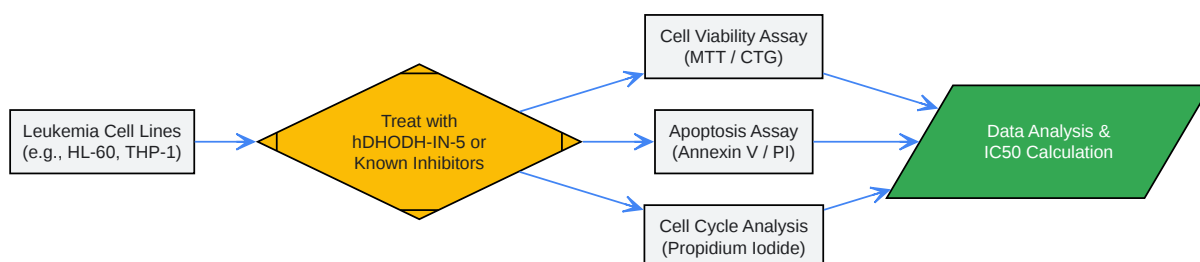 Leukemia Cell Lines
(e.g., HL-60, THP-1)
Treat with
hDHODH-IN-5 or
Known Inhibitors
Cell Viability Assay
(MTT / CTG)
Apoptosis Assay
(Annexin V / PI)
Cell Cycle Analysis
(Propidium Iodide)
Data Analysis &
IC50 Calculation